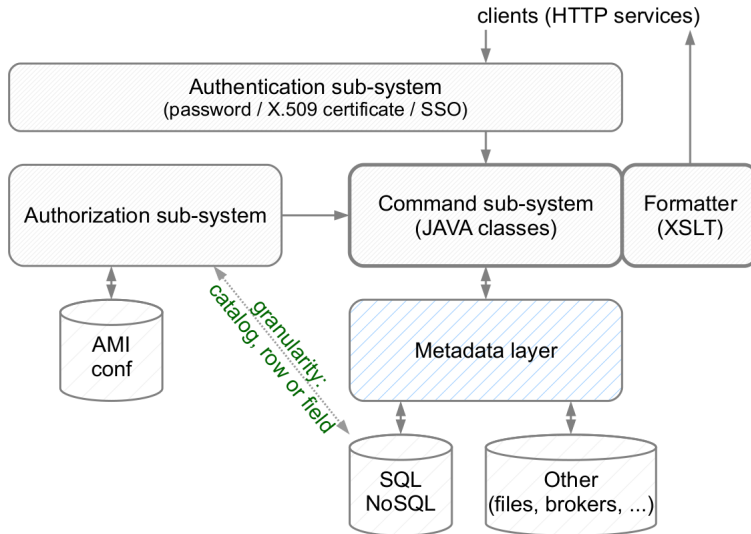 clients (HTTP services)
Authentication sub-system
(password / X.509 certificate / SSO)
Authorization sub-system
Command sub-system
(JAVA classes)
Formatter
(XSLT)
granularity:
catalog, row or field
AMI
conf
Metadata layer
SQL
NoSQL
Other
(files, brokers, ...)